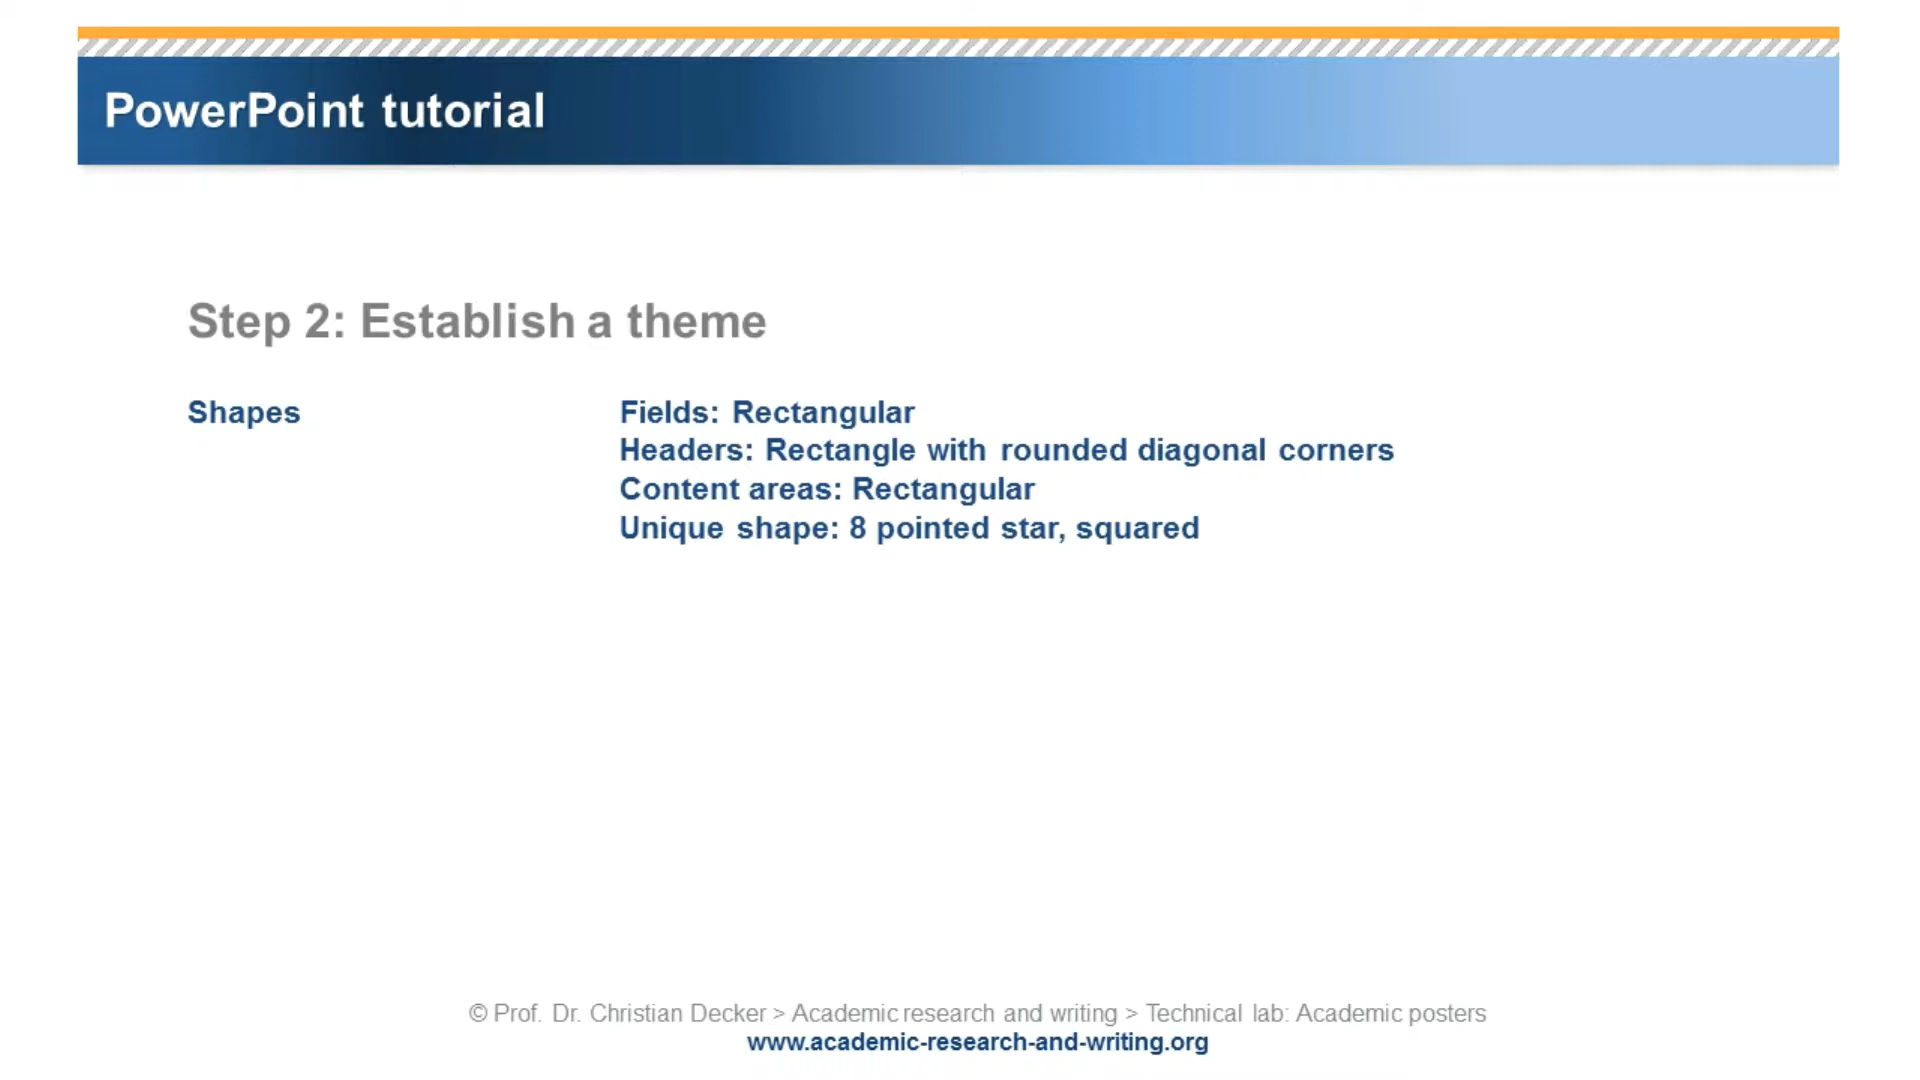 PowerPoint tutorial
Step 2: Establish a theme
Shapes
Fields: Rectangular
Headers: Rectangle with rounded diagonal corners
Content areas: Rectangular
Unique shape: 8 pointed star, squared
© Prof. Dr. Christian Decker > Academic research and writing > Technical lab: Academic posters
www.academic-research-and-writing.org